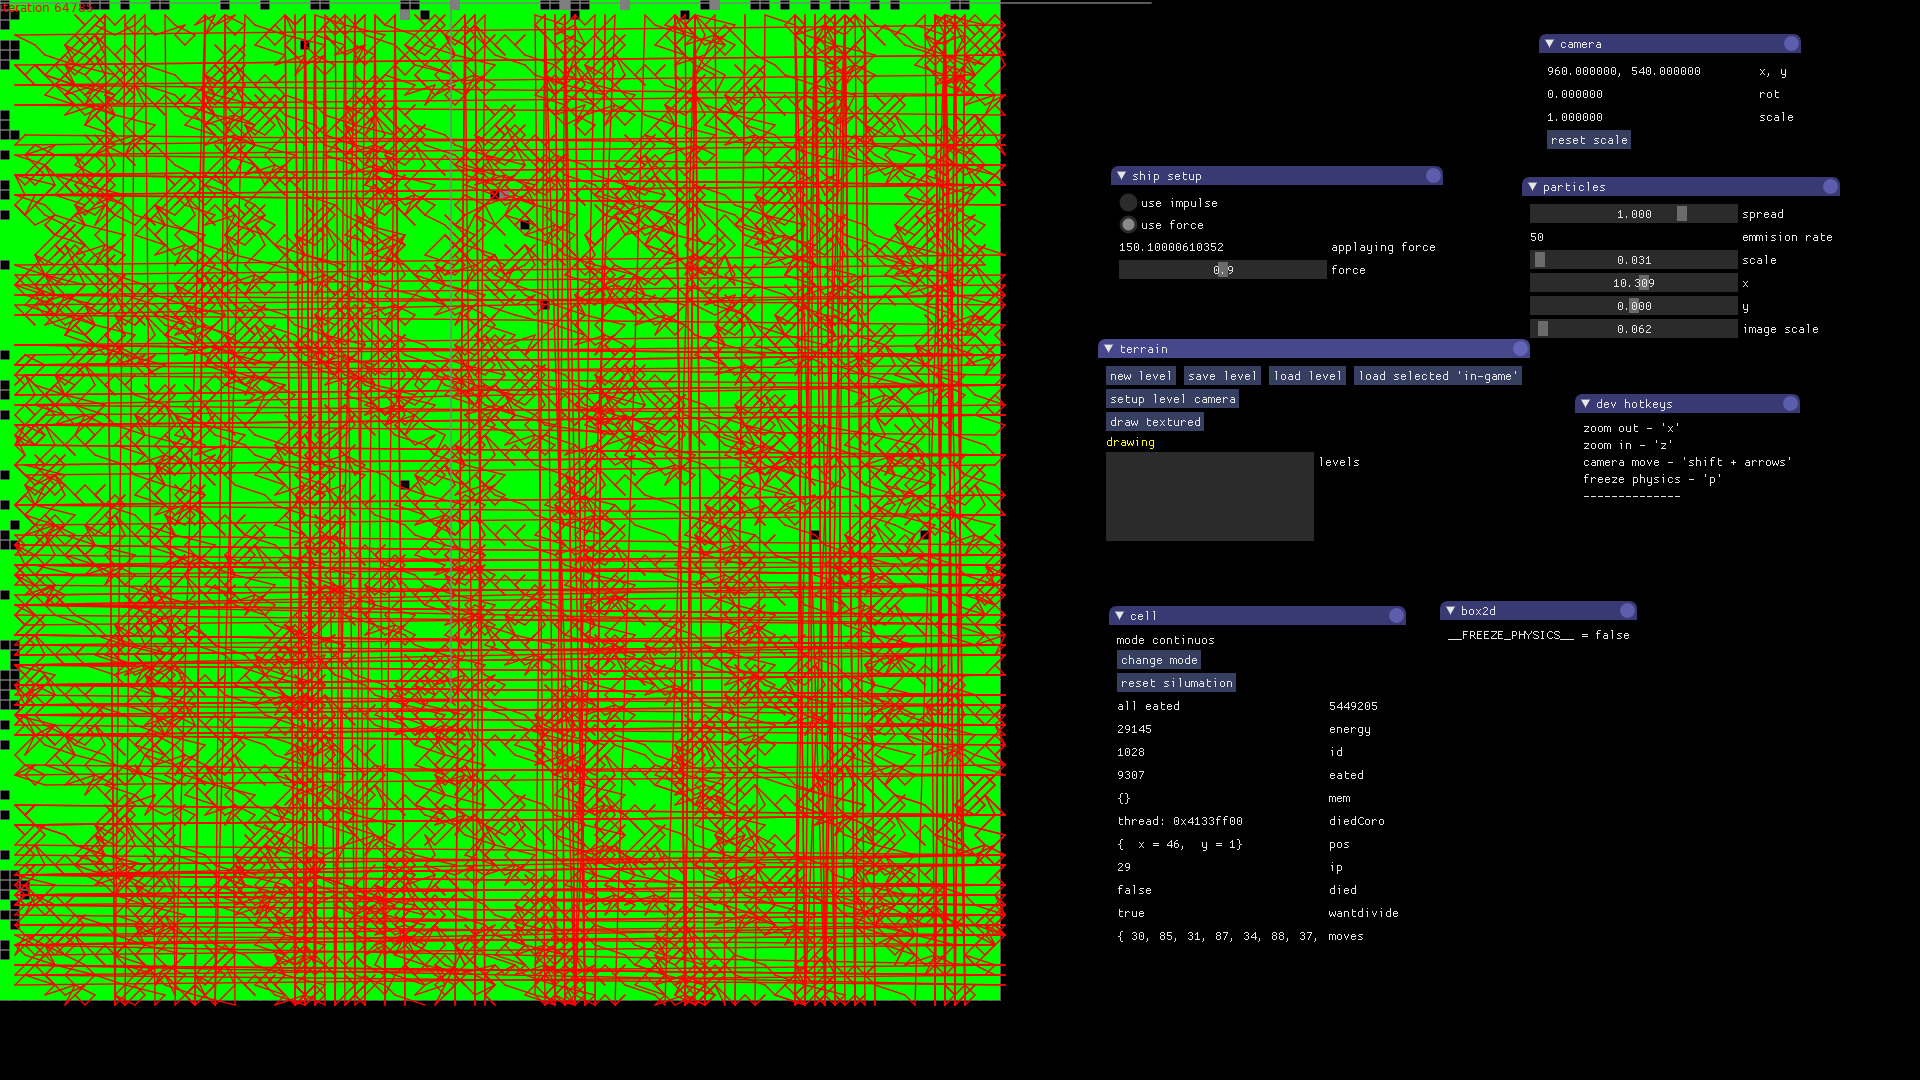 camera
960.000000, 540.000000 x, y
0.000000 rot
1.000000 scale
reset scale
ship setup
use impulse
use force
150.10000610352 applaying force
0.9 force
particles
1.000 spread
50 emmision rate
0.031 scale
10.309 x
0.000 y
0.062 image scale
terrain
new level save level load level load selected 'in-game'
setup level camera
draw textured
drawing
levels
dev hotkeys
zoom out - 'x'
zoom in - 'z'
camera move - 'shift + arrows'
freeze physics - 'p'
--------------
cell
mode continuos
change mode
reset silumation
all eated 5449205
29145 energy
1028 id
9307 eated
{} mem
thread: 0x4133ff00 diedCoro
{  x = 46,  y = 1} pos
29 ip
false died
true wantdivide
{ 30, 85, 31, 87, 34, 88, 37, moves
box2d
__FREEZE_PHYSICS__ = false